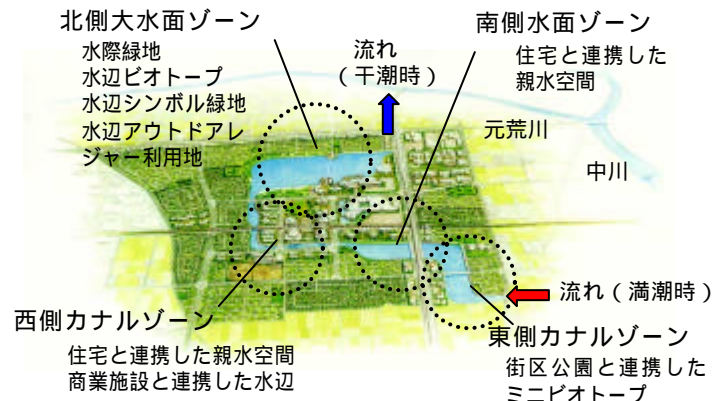 北側大水面ゾーン
水際緑地
水辺ビオトープ
水辺シンボル緑地
水辺アウトドアレ
ジャー利用地
流れ
（干潮時）
南側水面ゾーン
住宅と連携した
親水空間
元荒川
中川
西側カナルゾーン
住宅と連携した親水空間
商業施設と連携した水辺
流れ（満潮時）
東側カナルゾーン
街区公園と連携した
ミニビオトープ